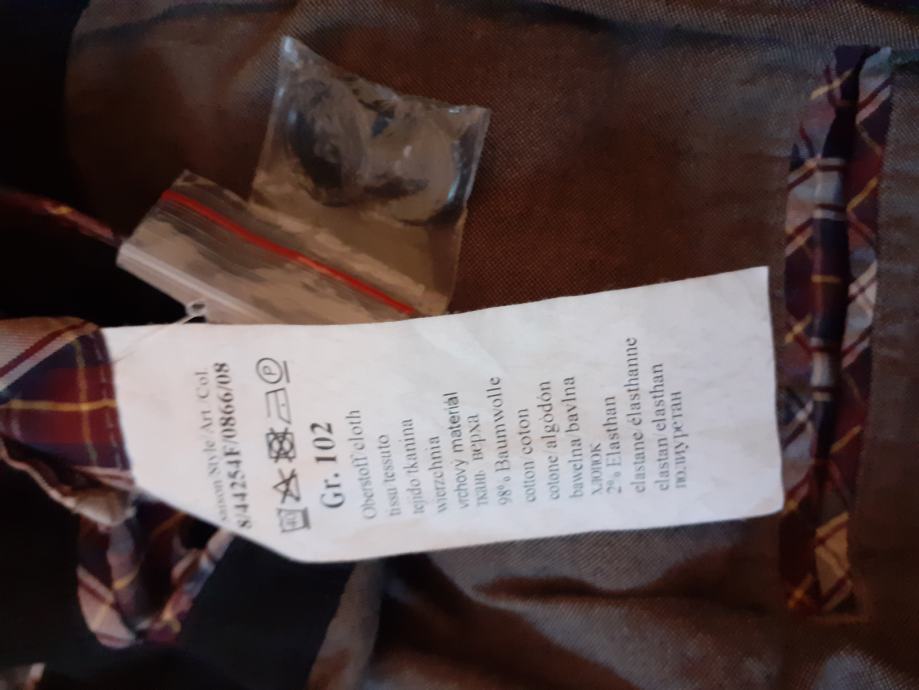 Saison Style Art Col.
8/44254F/0866/08
P
Gr. 102
Oberstoff cloth
tissu tessuto
tejido tkanina
wierzchnia
vrchový materiál
ткань верха
98% Baumwolle
cotton coton
cotone algodón
bawelna bavlna
хлопок
2% Elasthan
elastane élasthanne
elastan elasthan
полиуретан